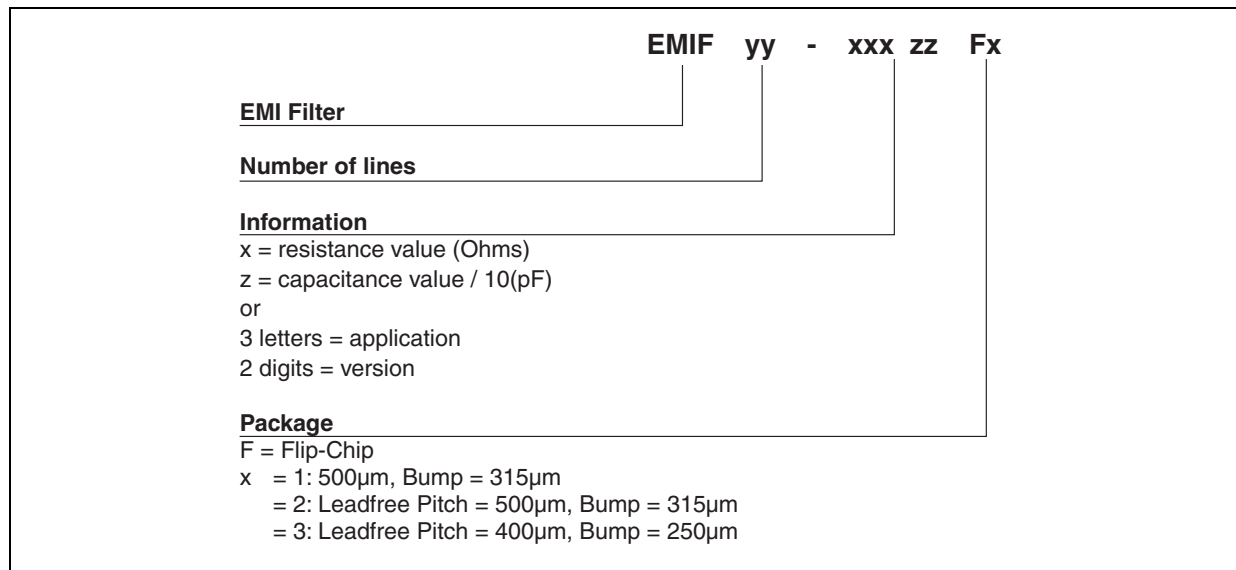 EMIF yy - xxx zz Fx
EMI Filter
Number of lines
Information
x = resistance value (Ohms)
z = capacitance value / 10(pF)
or
3 letters = application
2 digits = version
Package
F = Flip-Chip
x = 1: 500µm, Bump = 315µm
= 2: Leadfree Pitch = 500µm, Bump = 315µm
= 3: Leadfree Pitch = 400µm, Bump = 250µm